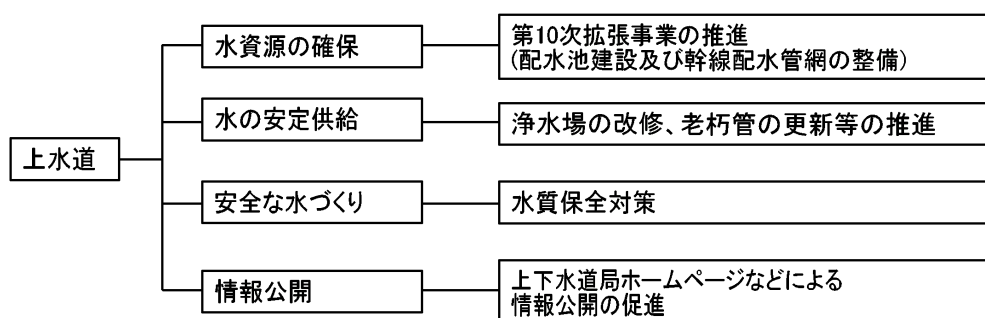 水資源の確保
第10次拡張事業の推進
(配水池建設及び幹線配水管網の整備)
水の安定供給
浄水場の改修、老朽管の更新等の推進
上水道
安全な水づくり
水質保全対策
情報公開
上下水道局ホームページなどによる
情報公開の促進